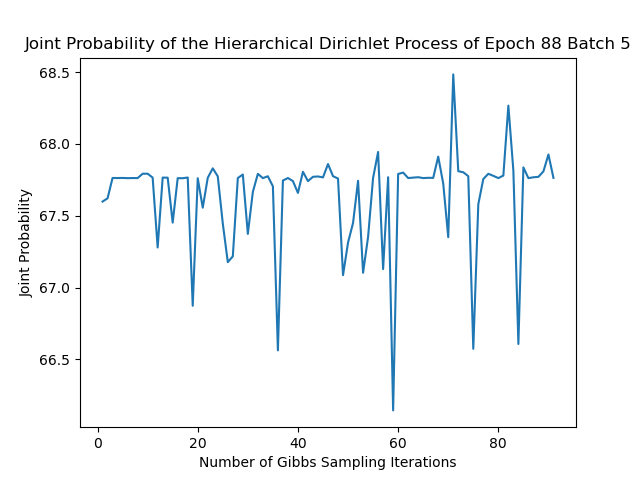 Joint Probability of the Hierarchical Dirichlet Process of Epoch 88 Batch 5
68.5
68.0
67.5
67.0
66.5
Joint Probability
0 20 40 60 80
Number of Gibbs Sampling Iterations